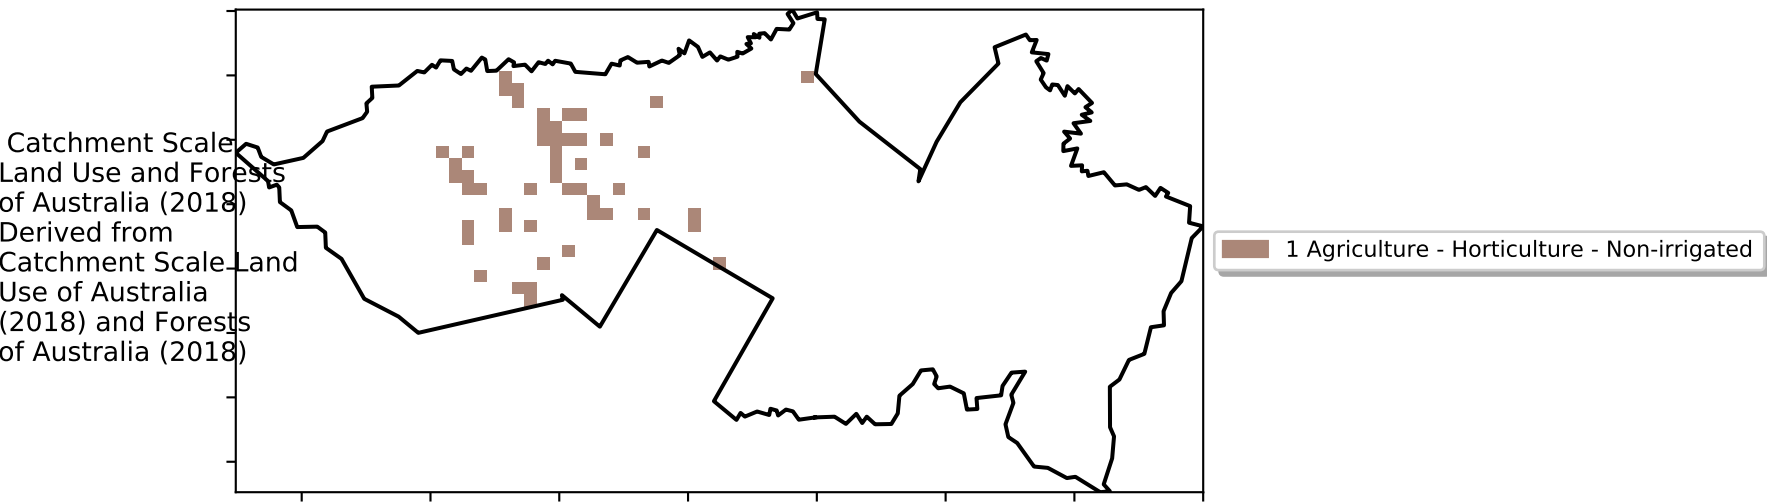 Catchment Scale
Land Use and Forests
of Australia (2018)
Derived from
Catchment Scale Land
Use of Australia
(2018) and Forests
of Australia (2018)
1 Agriculture - Horticulture - Non-irrigated